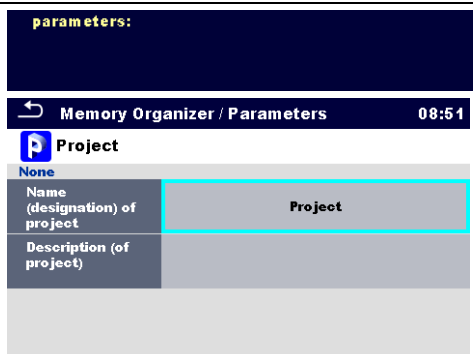 parameters:
Memory Organizer / Parameters 08:51
Project
None
Name
(designation) of
project
Project
Description (of
project)